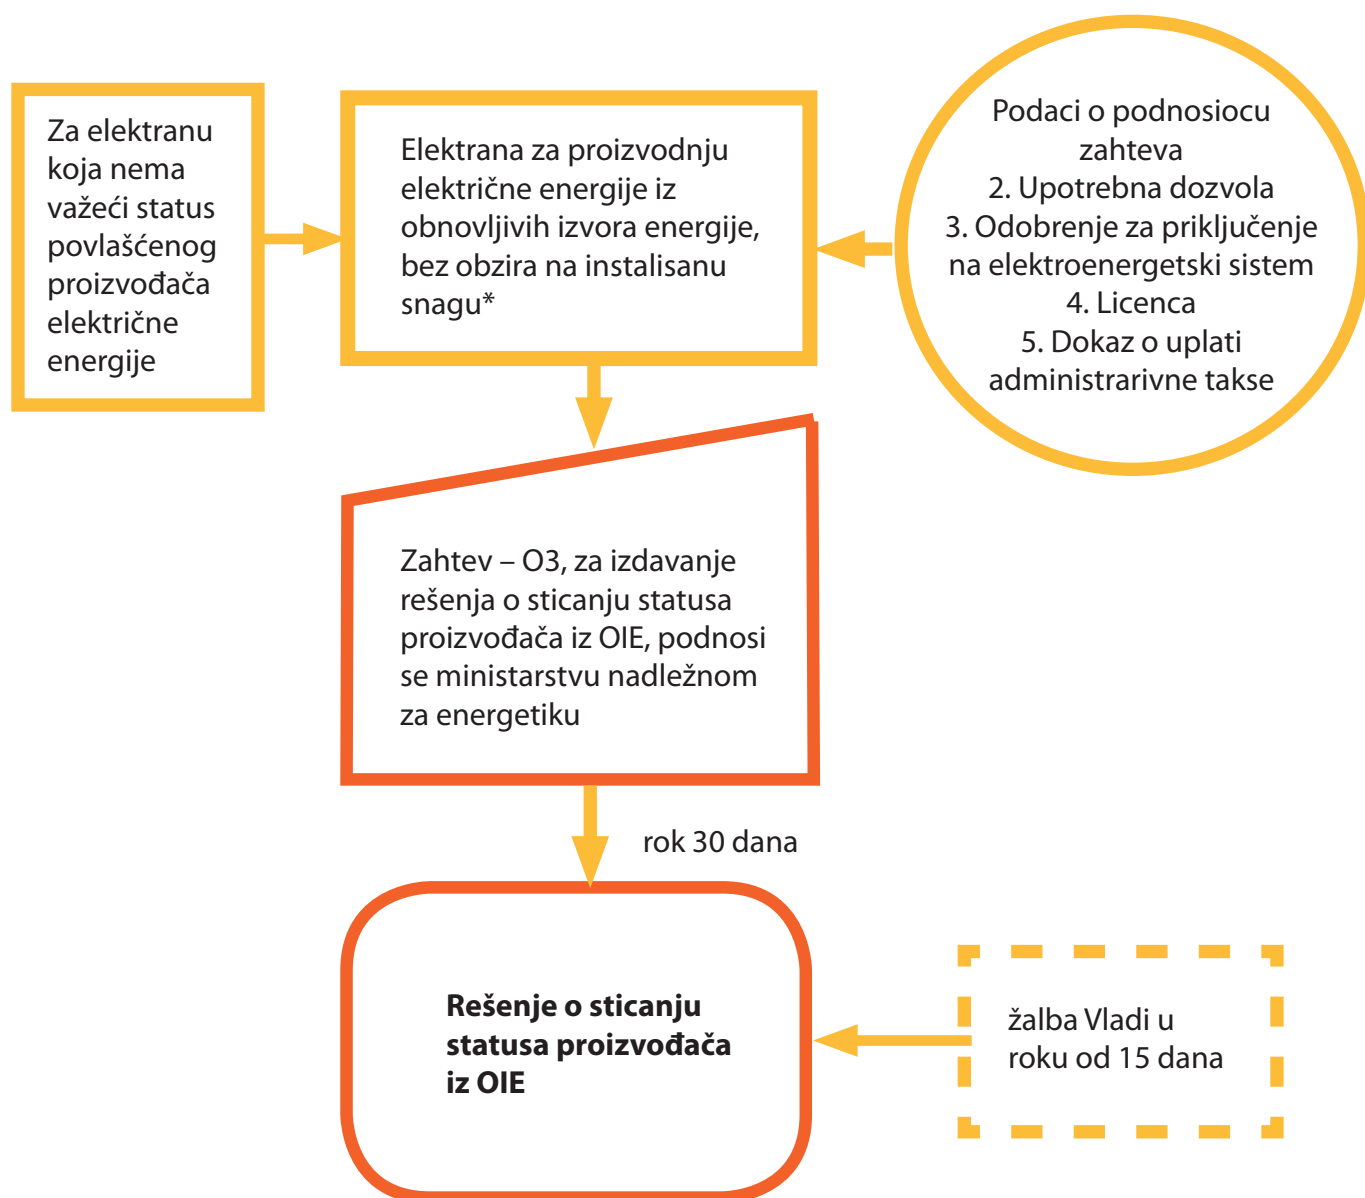 Za elektranu
koja nema
važeći status
povlašćenog
proizvođača
električne
energije
Elektrana za proizvodnju
električne energije iz
obnovljivih izvora energije,
bez obzira na instalisanu
snagu*
Podaci o podnosiocu
zahteva
2. Upotrebna dozvola
3. Odobrenje za priključenje
na elektroenergetski sistem
4. Licenca
5. Dokaz o uplati
administrarivne takse
Zahtev – O3, za izdavanje
rešenja o sticanju statusa
proizvođača iz OIE, podnosi
se ministarstvu nadležnom
za energetiku
rok 30 dana
Rešenje o sticanju
statusa proizvođača
iz OIE
žalba Vladi u
roku od 15 dana